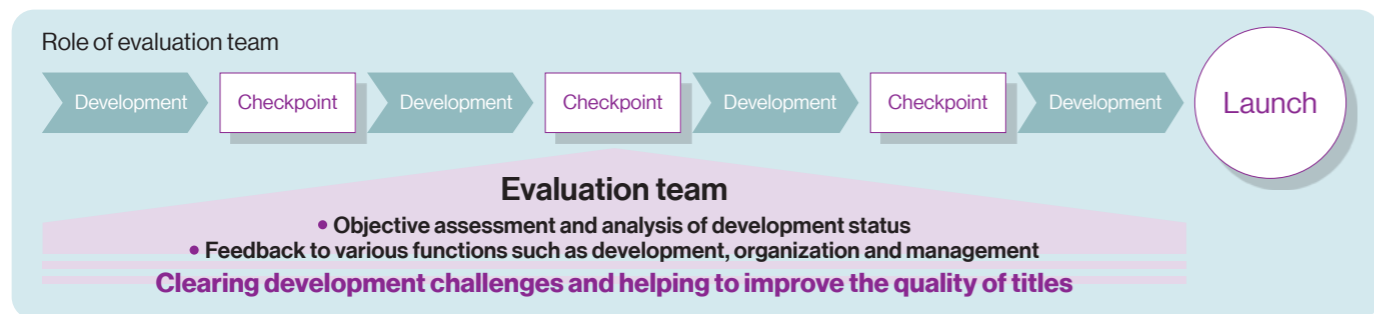 Role of evaluation team
Development
Checkpoint
Development
Checkpoint
Development
Checkpoint
Development
Launch
Evaluation team
• Objective assessment and analysis of development status
• Feedback to various functions such as development, organization and management
Clearing development challenges and helping to improve the quality of titles